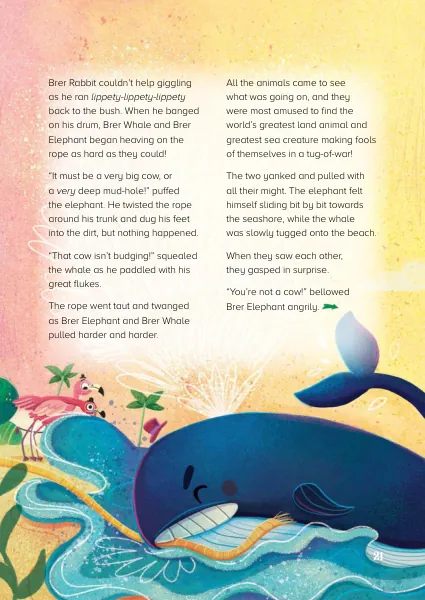 Brer Rabbit couldn't help giggling
as he ran lippety-lippety-lippety
back to the bush. When he banged
on his drum, Brer Whale and Brer
Elephant began heaving on the
rope as hard as they could!
"It must be a very big cow, or
a very deep mud-hole!" puffed
the elephant. He twisted the rope
around his trunk and dug his feet
into the dirt, but nothing happened.
"That cow isn't budging!" squealed
the whale as he paddled with his
great flukes.
The rope went taut and twanged
as Brer Elephant and Brer Whale
pulled harder and harder.
All the animals came to see
what was going on, and they
were most amused to find the
world's greatest land animal and
greatest sea creature making fools
of themselves in a tug-of-war!
The two yanked and pulled with
all their might. The elephant felt
himself sliding bit by bit towards
the seashore, while the whale
was slowly tugged onto the beach.
When they saw each other,
they gasped in surprise.
"You're not a cow!" bellowed
Brer Elephant angrily.
21